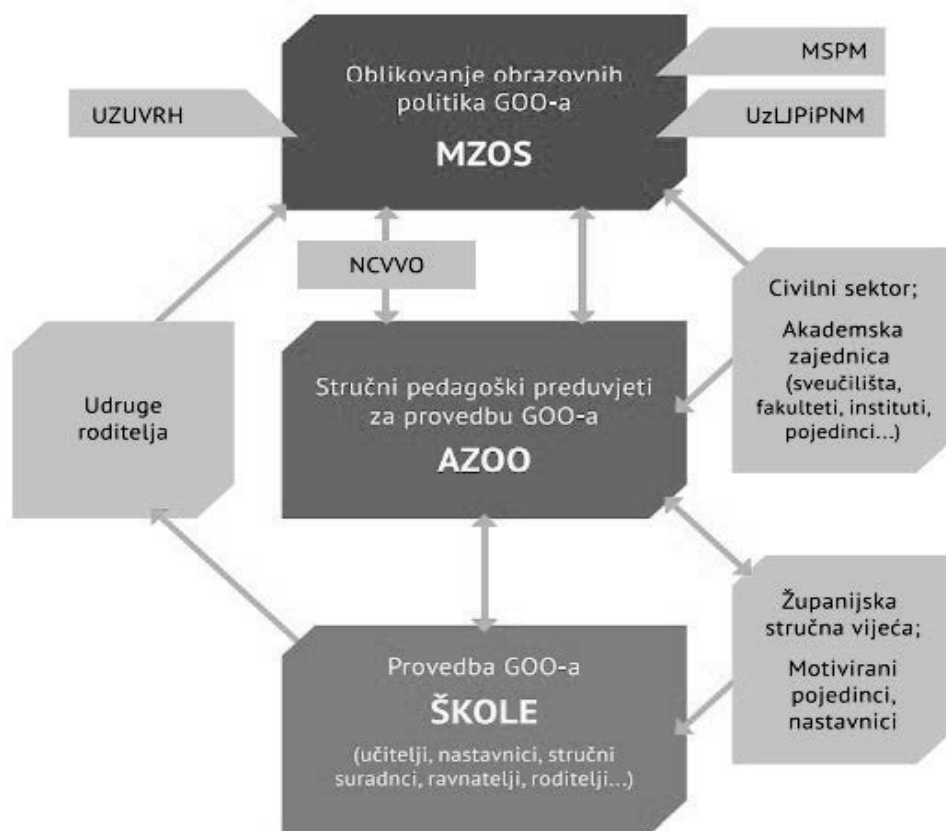 Oblikovanje obrazovnih
politika GOO-a
MZOS
MSPM
UZUVRH
UzLJPiPNM
NCVVO
Civilni sektor;
Akademska
zajednica
(sveučilišta,
fakulteti, instituti,
pojedinci...)
Udruge
roditelja
Stručni pedagoški preduvjeti
za provedbu GOO-a
AZOO
Županijska
stručna vijeća;
Motivirani
pojedinci,
nastavnici
Provedba GOO-a
ŠKOLE
(učitelji, nastavnici, stručni
suradnci, ravnatelji, roditelji...)